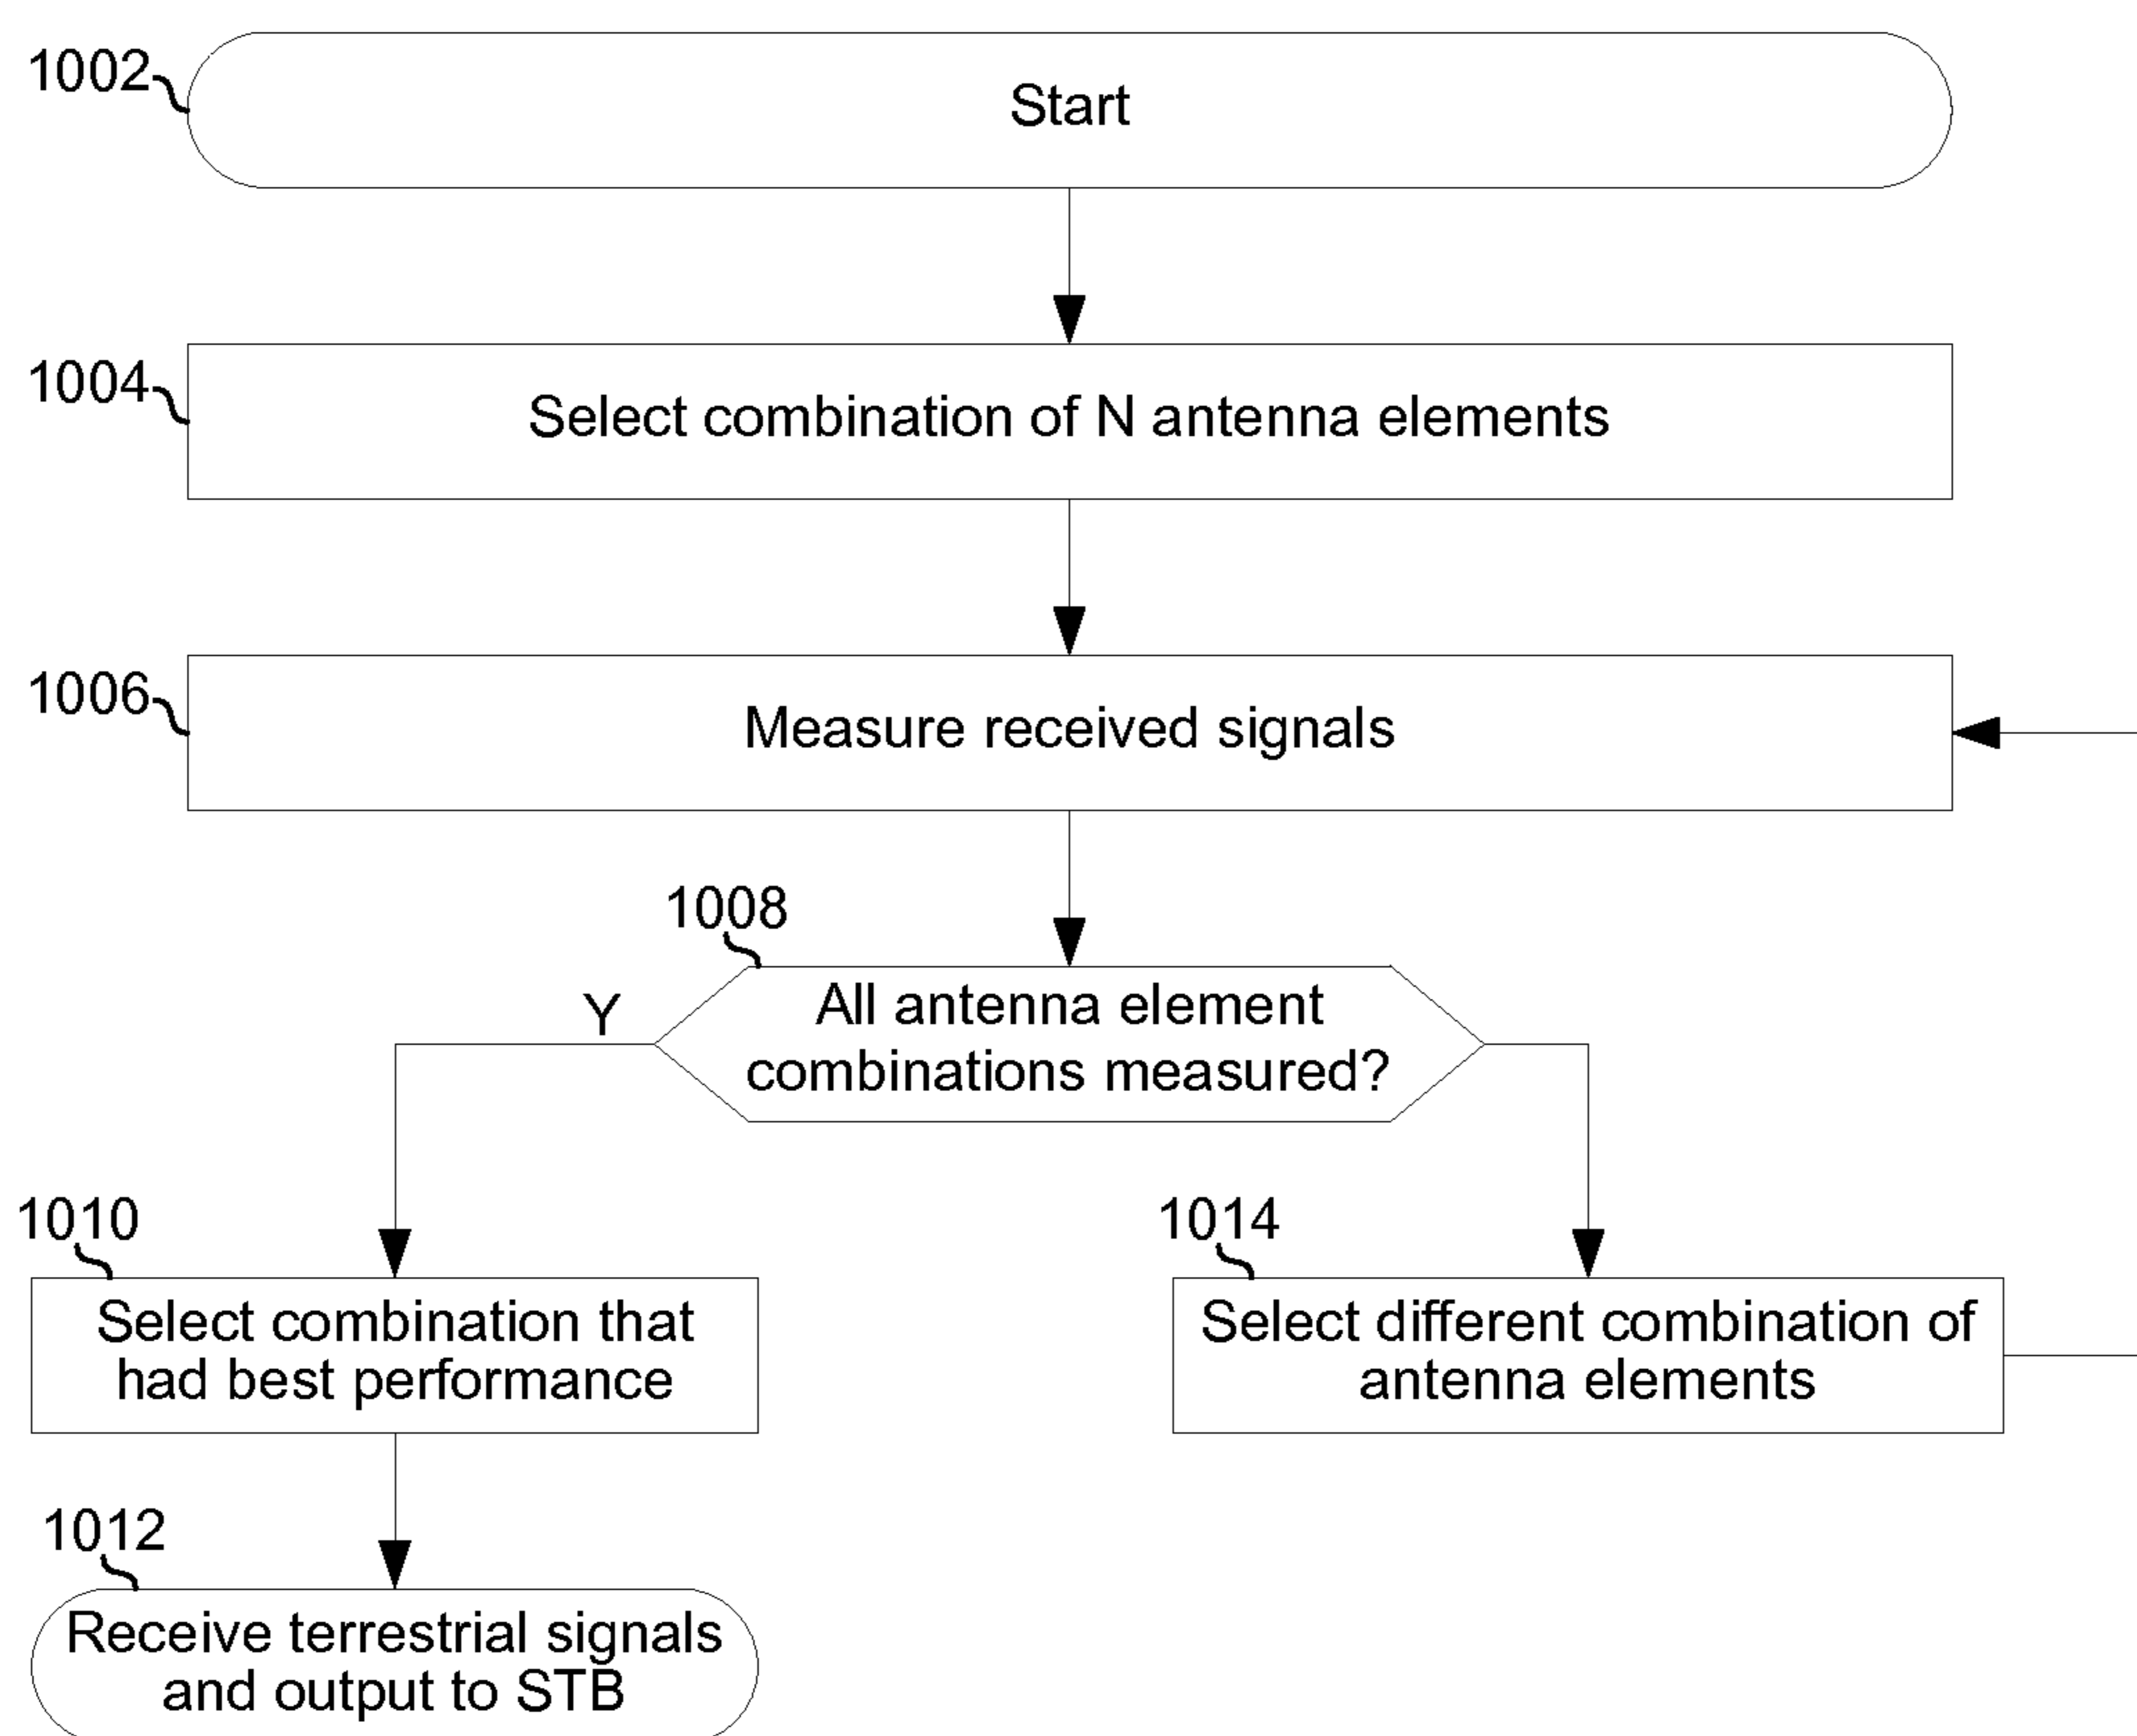 1002
Start
1004
Select combination of N antenna elements
1006
Measure received signals
1008
Y
All antenna element
combinations measured?
1010
Select combination that
had best performance
1014
Select different combination of
antenna elements
1012
Receive terrestrial signals
and output to STB